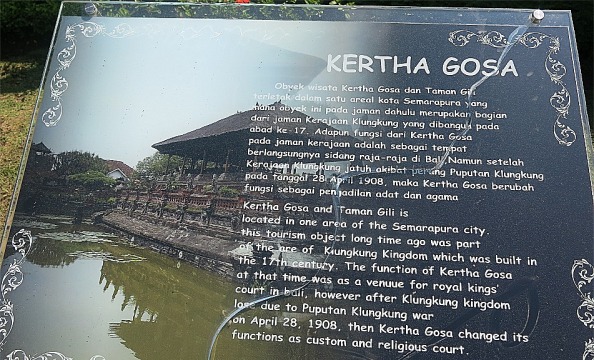 KERTHA GOSA
Obyek wisata Kertha Gosa dan Taman Gili
terletak dalam satu areal kota Semarapura yang
mana obyek ini pada jaman dahulu merupakan bagian
dari jaman Kerajaan Klungkung yang dibangun pada
abad ke-17. Adapun fungsi dari Kertha Gosa
pada jaman kerajaan adalah sebagai tempat
berlangsungnya sidang raja-raja di Bali. Namun setelah
Kerajaan Klungkung jatuh akibat perang Puputan Klungkung
pada tanggal 28 April 1908, maka Kertha Gosa berubah
fungsi sebagai penjadilan adat dan agama
Kertha Gosa and Taman Gili is
located in one area of the Semarapura city.
this tourism object long time ago was part
of the are of Klungkung Kingdom which was built in
the 17th century. The function of Kertha Gosa
at that time was as a venuue for royal kings'
court in bali, however after Klungkung kingdom
lose due to Puputan Klungkung war
on April 28, 1908, then Kertha Gosa changed its
functions as custom and religious court.